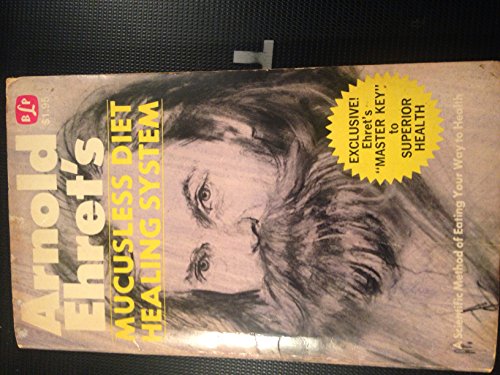 BLP
$1.95
Arnold
Ehret's
MUCUSLESS DIET
HEALING SYSTEM
EXCLUSIVE!
Ehret's
"MASTER KEY"
to
SUPERIOR
HEALTH
A Scientific Method of Eating Your Way to Health